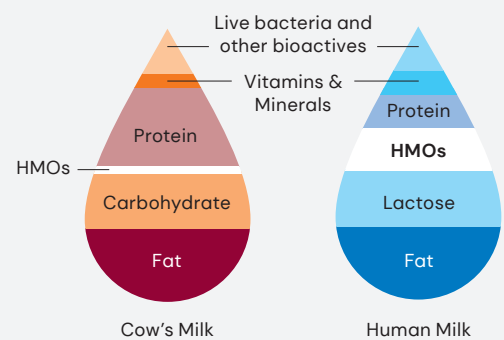 Live bacteria and
other bioactives
Vitamins &
Minerals
Protein
HMOs
Carbohydrate
Fat
Cow's Milk
Protein
HMOs
Lactose
Fat
Human Milk